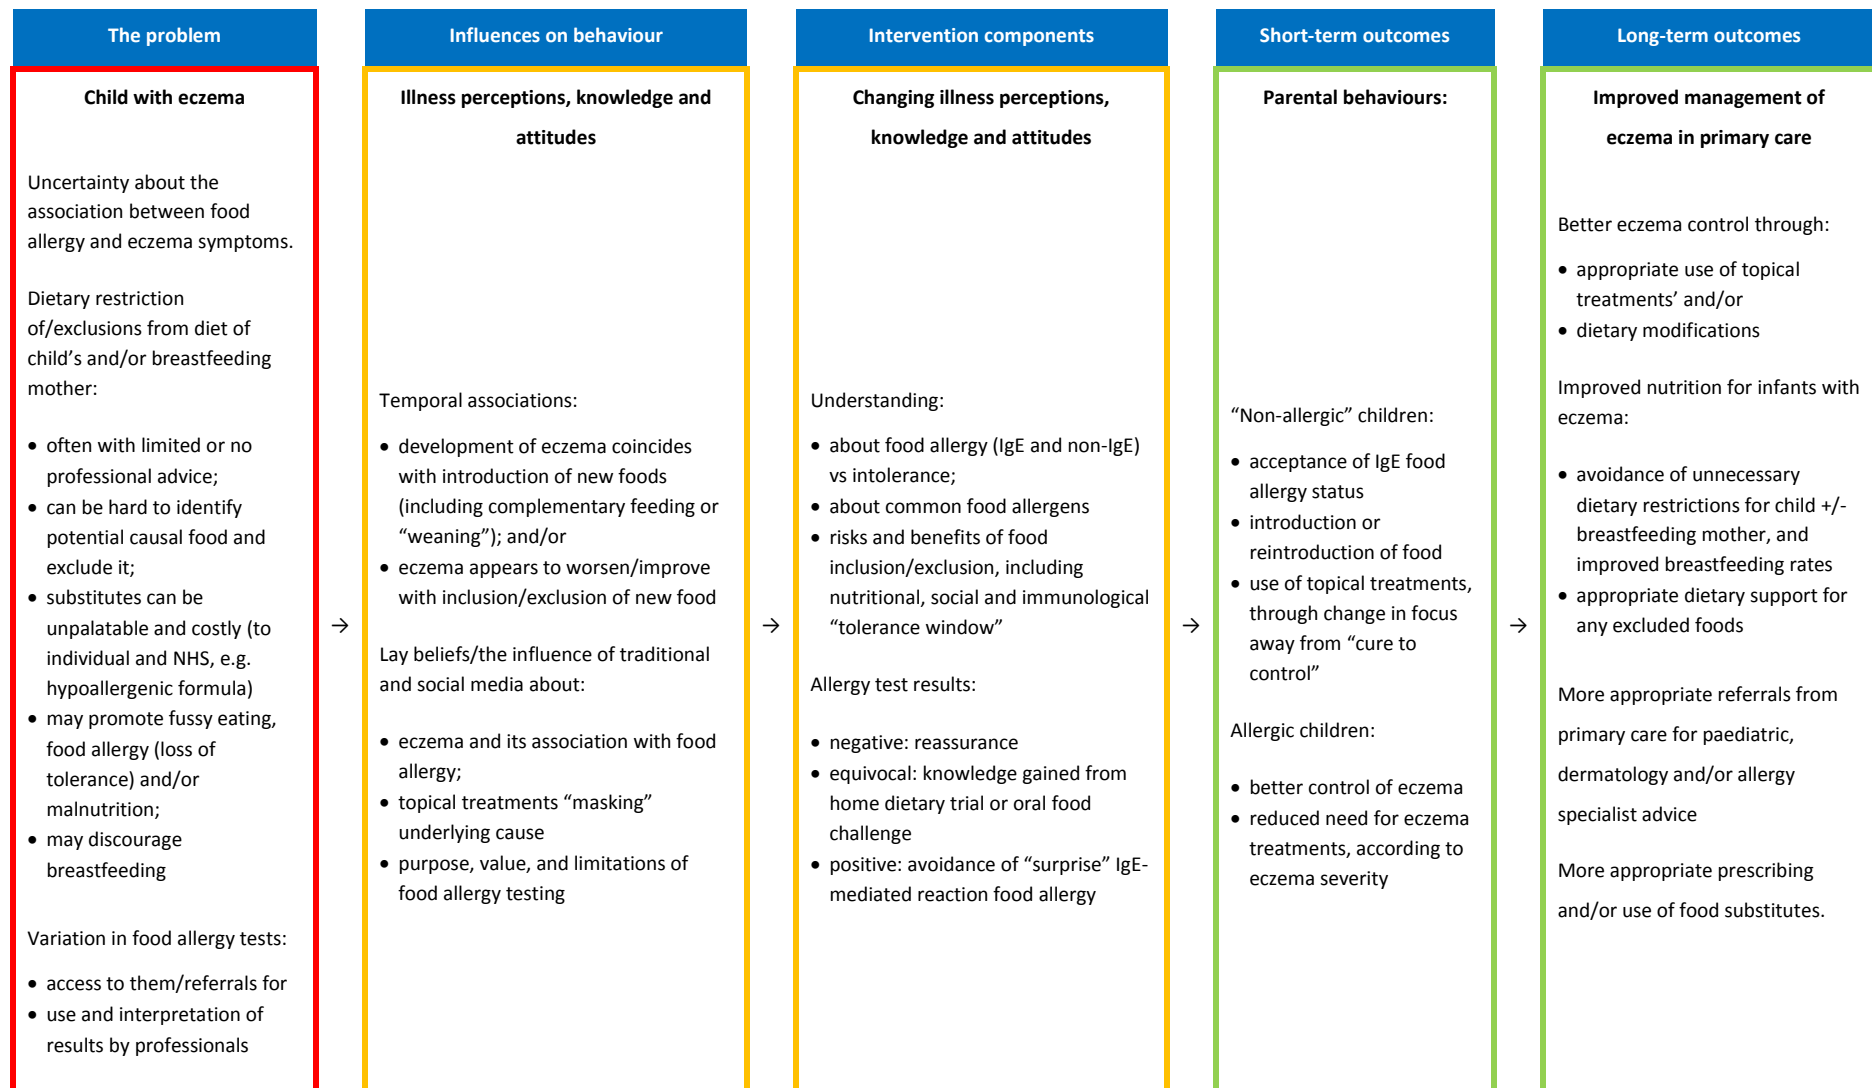 The problem
Child with eczema
Uncertainty about the
association between food
allergy and eczema symptoms.
Dietary restriction
of/exclusions from diet of
child's and/or breastfeeding
mother:
• often with limited or no
professional advice;
• can be hard to identify
potential causal food and
exclude it;
• substitutes can be
unpalatable and costly (to
individual and NHS, e.g.
hypoallergenic formula)
• may promote fussy eating,
food allergy (loss of
tolerance) and/or
malnutrition;
• may discourage
breastfeeding
Variation in food allergy tests:
• access to them/referrals for
• use and interpretation of
results by professionals
→
Influences on behaviour
Illness perceptions, knowledge and
attitudes
Temporal associations:
• development of eczema coincides
with introduction of new foods
(including complementary feeding or
“weaning”); and/or
• eczema appears to worsen/improve
with inclusion/exclusion of new food
Lay beliefs/the influence of traditional
and social media about:
• eczema and its association with food
allergy;
• topical treatments “masking”
underlying cause
• purpose, value, and limitations of
food allergy testing
→
Intervention components
Changing illness perceptions,
knowledge and attitudes
Understanding:
• about food allergy (IgE and non-IgE)
vs intolerance;
• about common food allergens
• risks and benefits of food
inclusion/exclusion, including
nutritional, social and immunological
“tolerance window”
Allergy test results:
• negative: reassurance
• equivocal: knowledge gained from
home dietary trial or oral food
challenge
• positive: avoidance of “surprise” IgE-
mediated reaction food allergy
→
Short-term outcomes
Parental behaviours:
“Non-allergic” children:
• acceptance of IgE food
allergy status
• introduction or
reintroduction of food
• use of topical treatments,
through change in focus
away from “cure to
control”
Allergic children:
• better control of eczema
• reduced need for eczema
treatments, according to
eczema severity
→
Long-term outcomes
Improved management of
eczema in primary care
Better eczema control through:
• appropriate use of topical
treatments’ and/or
• dietary modifications
Improved nutrition for infants with
eczema:
• avoidance of unnecessary
dietary restrictions for child +/-
breastfeeding mother, and
improved breastfeeding rates
• appropriate dietary support for
any excluded foods
More appropriate referrals from
primary care for paediatric,
dermatology and/or allergy
specialist advice
More appropriate prescribing
and/or use of food substitutes.